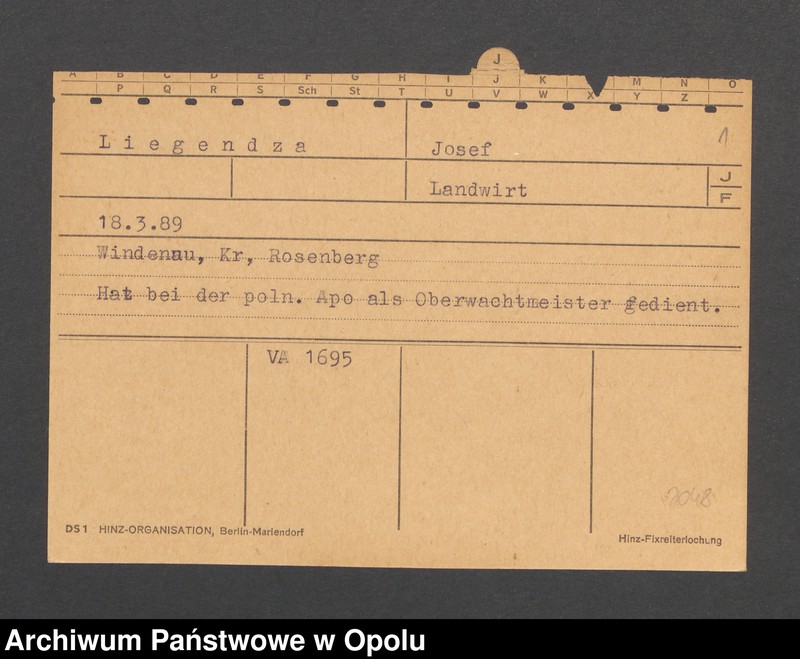 J
A B C D E F G H I J K M N O
P Q R S Sch St T U V W X Y Z
1
Liegendza Josef
Landwirt J
F
18.3.89
Windenau, Kr, Rosenberg
Hat bei der poln. Apo als Oberwachtmeister gedient.
VA 1695
2048
DS1 HINZ-ORGANISATION, Berlin-Mariendorf
Hinz-Fixreiterlochung
Archiwum Państwowe w Opolu